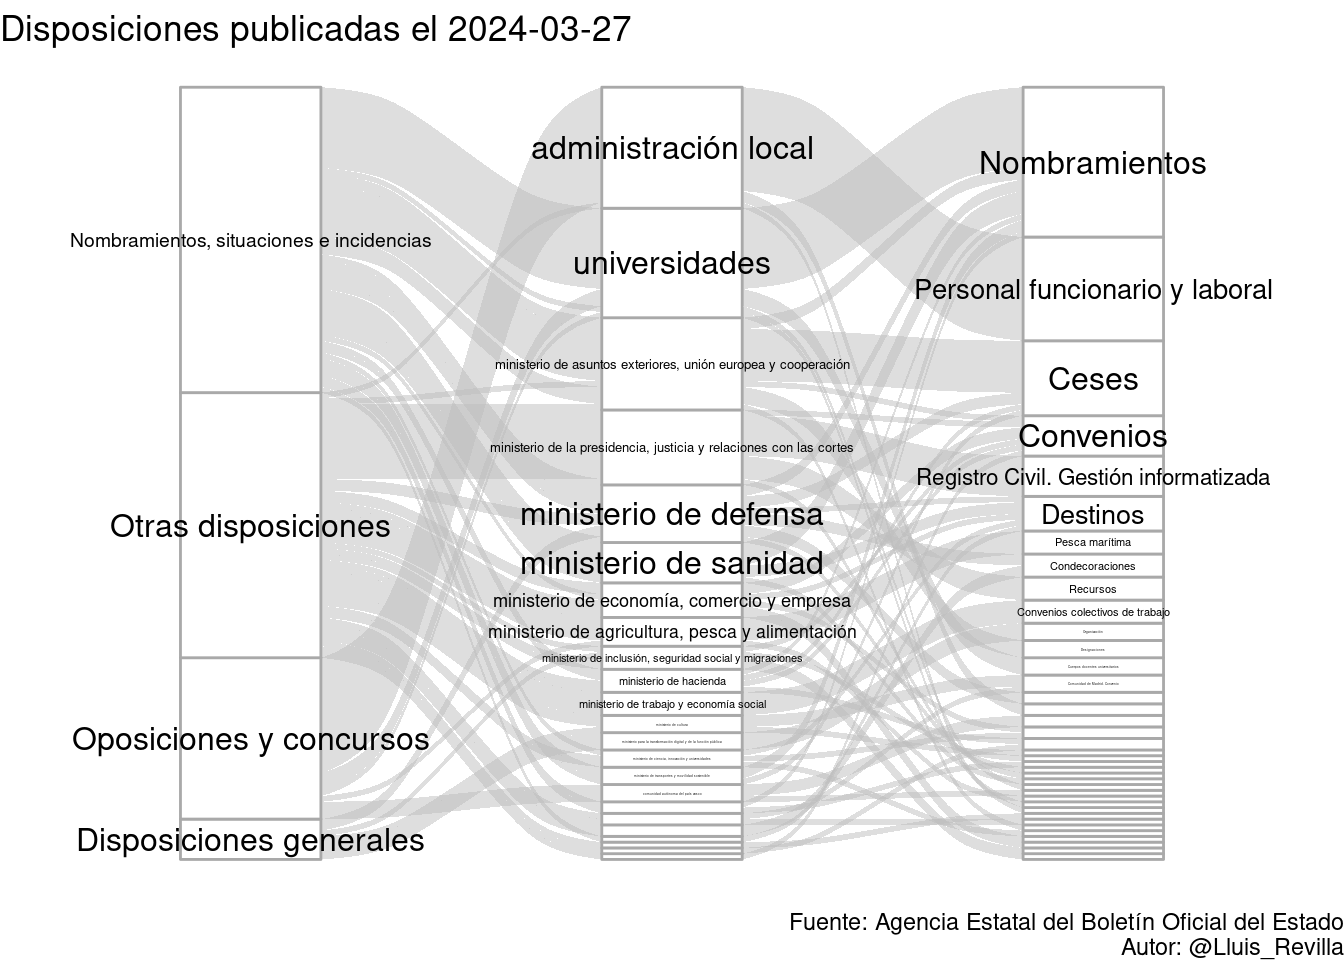 Disposiciones publicadas el 2024-03-27
Nombramientos, situaciones e incidencias
Otras disposiciones
Oposiciones y concursos
Disposiciones generales
administración local
universidades
ministerio de asuntos exteriores, unión europea y cooperación
ministerio de la presidencia, justicia y relaciones con las cortes
ministerio de defensa
ministerio de sanidad
ministerio de economía, comercio y empresa
ministerio de agricultura, pesca y alimentación
ministerio de inclusión, seguridad social y migraciones
ministerio de hacienda
ministerio de trabajo y economía social
ministerio de cultura
ministerio para la transformación digital y de la función pública
ministerio de ciencia, innovación y universidades
ministerio de transportes y movilidad sostenible
comunidad autónoma del país vasco
Nombramientos
Personal funcionario y laboral
Ceses
Convenios
Registro Civil. Gestión informatizada
Destinos
Pesca marítima
Condecoraciones
Recursos
Convenios colectivos de trabajo
Organización
Designaciones
Cuerpos docentes universitarios
Comunidad de Madrid. Convenio
Fuente: Agencia Estatal del Boletín Oficial del Estado
Autor: @Lluis_Revilla